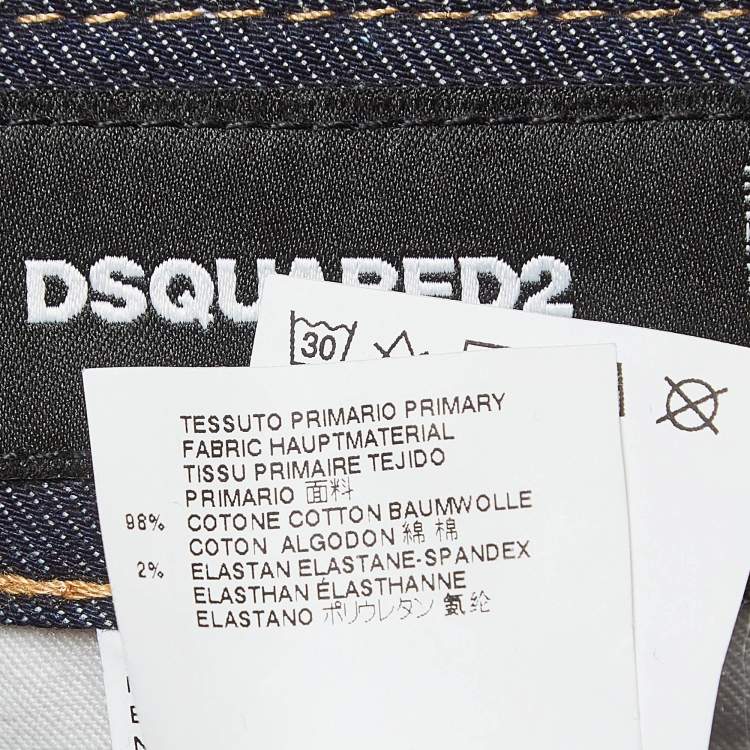 DSQUARED2
30
TESSUTO PRIMARIO PRIMARY
FABRIC HAUPTMATERIAL
TISSU PRIMAIRE TEJIDO
PRIMARIO 面料
98% COTONE COTTON BAUMWOLLE
COTON ALGODON 綿 棉
2% ELASTAN ELASTANE-SPANDEX
ELASTHAN ÉLASTHANNE
ELASTANO ポリウレタン 氨纶